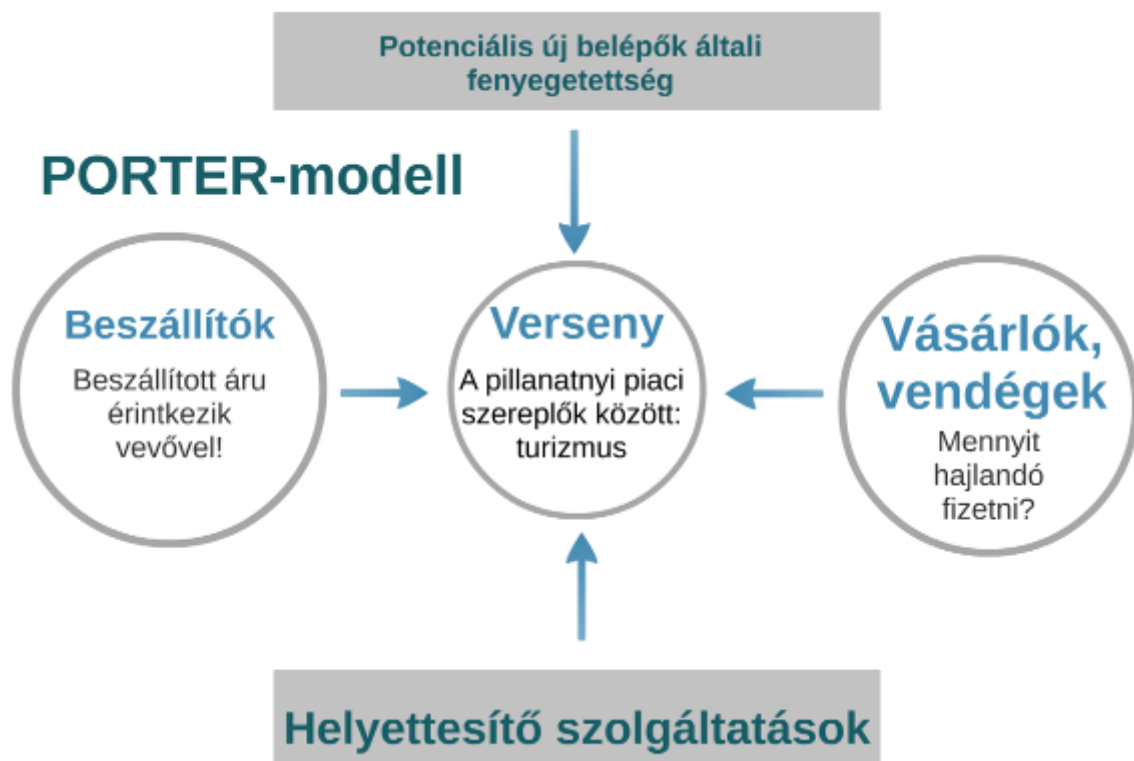 Potenciális új belépők általi
fenyegetettség
PORTER-modell
Beszállítók
Beszállított áru
érintkezik
vevővel!
Verseny
A pillanatnyi piaci
szereplők között:
turizmus
Vásárlók,
vendégek
Mennyit
hajlandó
fizetni?
Helyettesítő szolgáltatások